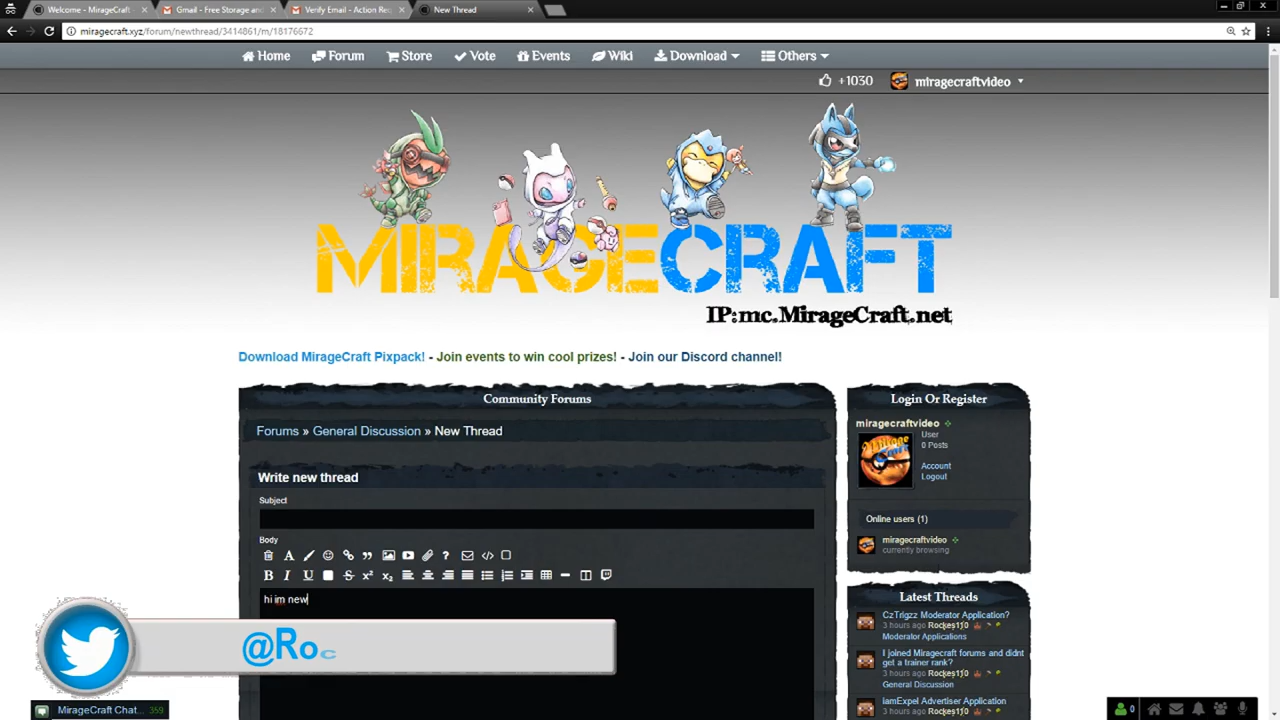 Welcome - MirageCraft
Gmail - Free Storage and
Verify Email - Action Rec
New Thread
miragecraft.xyz/forum/newthread/3414861/m/18176672
Home
Forum
Store
Vote
Events
Wiki
Download
Others
+1030
miragecraftvideo
MIRAGECRAFT
IP:mc.MirageCraft.net
Download MirageCraft Pixpack! - Join events to win cool prizes! - Join our Discord channel!
Community Forums
Forums » General Discussion » New Thread
Write new thread
Subject
Body
hi im new
@Roc
Login Or Register
miragecraftvideo
User
0 Posts
Account
Logout
Online users (1)
miragecraftvideo
currently browsing
Latest Threads
CzTrigzz Moderator Application?
3 hours ago Rockes110
Moderator Applications
I joined Miragecraft forums and didnt
get a trainer rank?
3 hours ago Rockes110
General Discussion
iamExpel Advertiser Application
3 hours ago Rockes110
MirageCraft Chat... 359
0